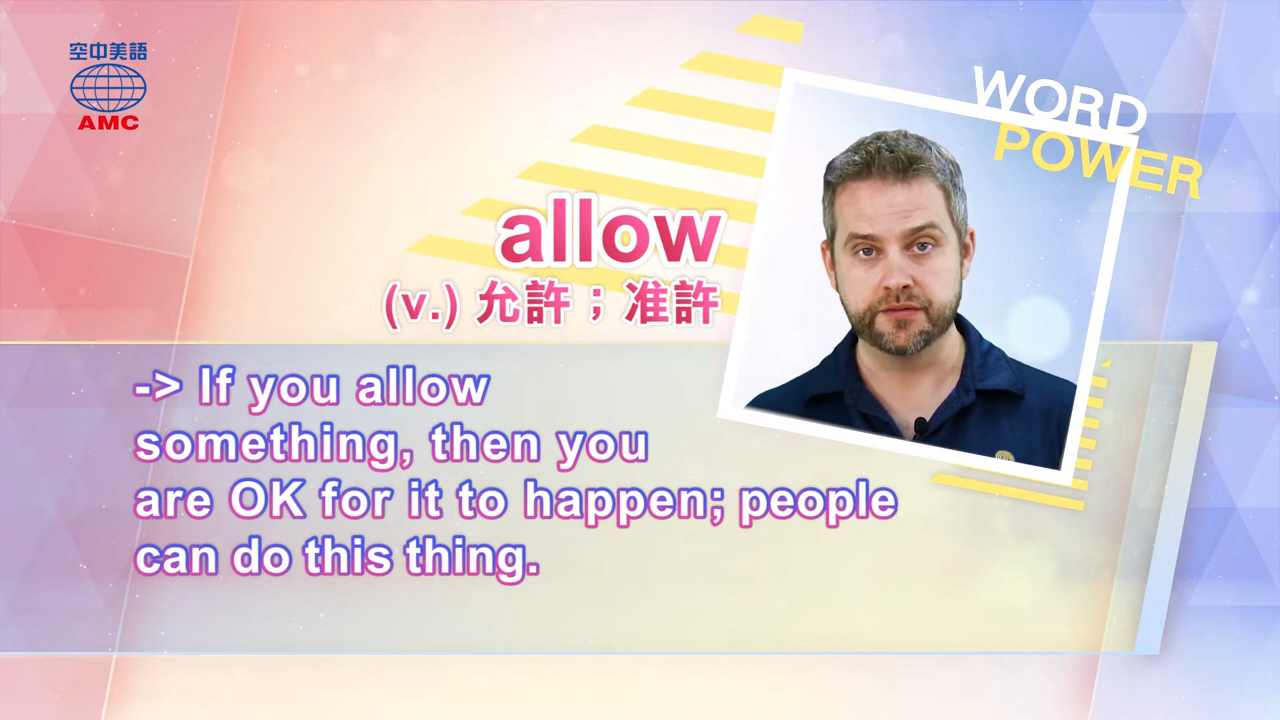 空中美語
AMC
WORD
POWER
allow
(v.) 允許；准許
-> If you allow
something, then you
are OK for it to happen; people
can do this thing.